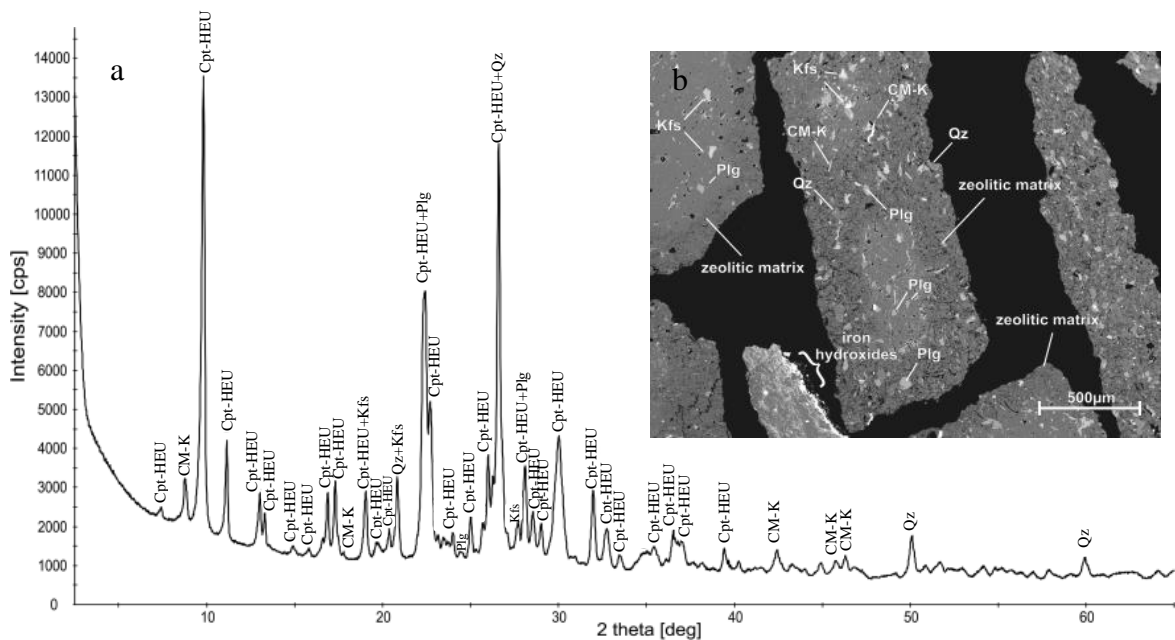 a
Intensity [cps]
14000
13000
12000
11000
10000
9000
8000
7000
6000
5000
4000
3000
2000
1000
0
Cpt-HEU
CM-K
Cpt-HEU
Cpt-HEU
Cpt-HEU
Cpt-HEU
Cpt-HEU
Cpt-HEU
Cpt-HEU
Cpt-HEU
CM-K
Cpt-HEU+Kfs
Cpt-HEU
Cpt-HEU
Qz+Kfs
Cpt-HEU+Plg
Cpt-HEU
Cpt-HEU
Plg
Cpt-HEU
Cpt-HEU
Cpt-HEU+Qz
Kfs
Cpt-HEU+Plg
Cpt-HEU
Cpt-HEU
Cpt-HEU
Cpt-HEU
Cpt-HEU
Cpt-HEU
Cpt-HEU
Cpt-HEU
Cpt-HEU
Cpt-HEU
CM-K
CM-K
CM-K
Qz
Qz
10
20
30
40
50
60
2 theta [deg]
b
Kfs
CM-K
Kfs
CM-K
Qz
Plg
Qz
zeolitic matrix
Plg
zeolitic matrix
Plg
zeolitic matrix
iron
hydroxides
Plg
500µm